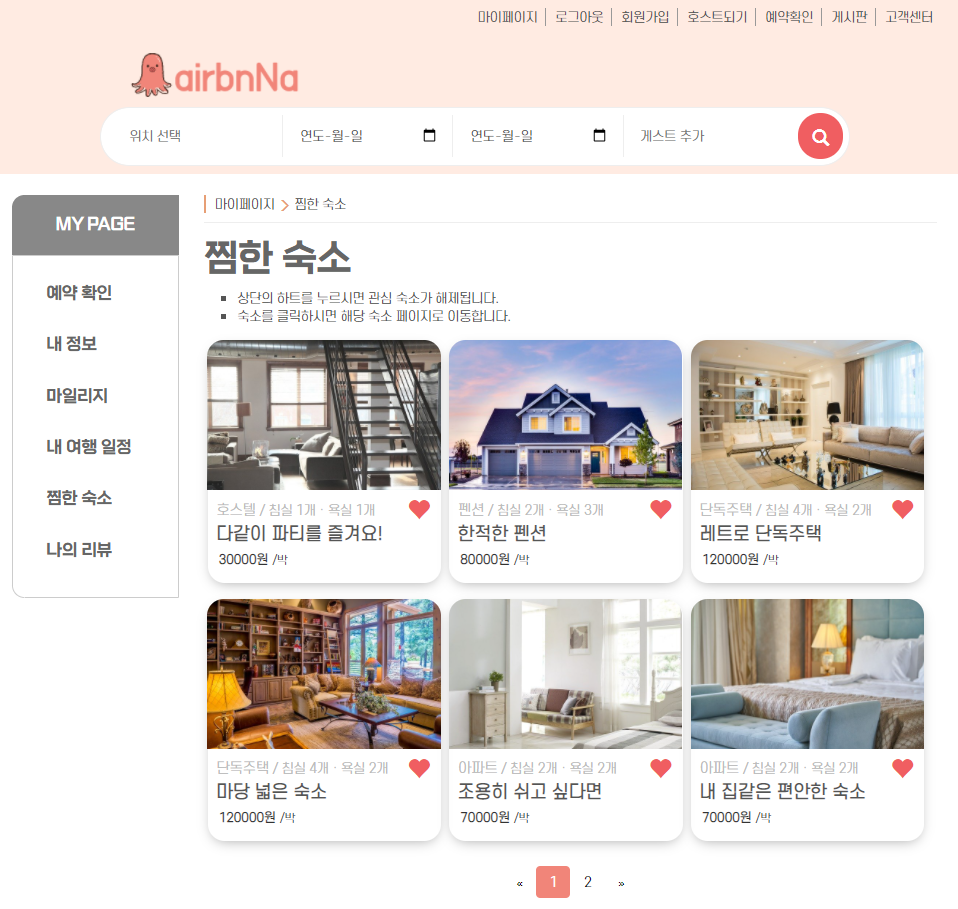 마이페이지 로그아웃 회원가입 호스트되기 예약확인 게시판 고객센터
airbnNa
위치 선택 연도-월-일 연도-월-일 게스트 추가
MY PAGE
예약 확인
내 정보
마일리지
내 여행 일정
찜한 숙소
나의 리뷰
마이페이지 > 찜한 숙소
찜한 숙소
상단의 하트를 누르시면 관심 숙소가 해제됩니다.
숙소를 클릭하시면 해당 숙소 페이지로 이동합니다.
호스텔 / 침실 1개 · 욕실 1개
다같이 파티를 즐겨요!
30000원 /박
펜션 / 침실 2개 · 욕실 3개
한적한 펜션
80000원 /박
단독주택 / 침실 4개 · 욕실 2개
레트로 단독주택
120000원 /박
단독주택 / 침실 4개 · 욕실 2개
마당 넓은 숙소
120000원 /박
아파트 / 침실 2개 · 욕실 2개
조용히 쉬고 싶다면
70000원 /박
아파트 / 침실 2개 · 욕실 2개
내 집같은 편안한 숙소
70000원 /박
« 1 2 »